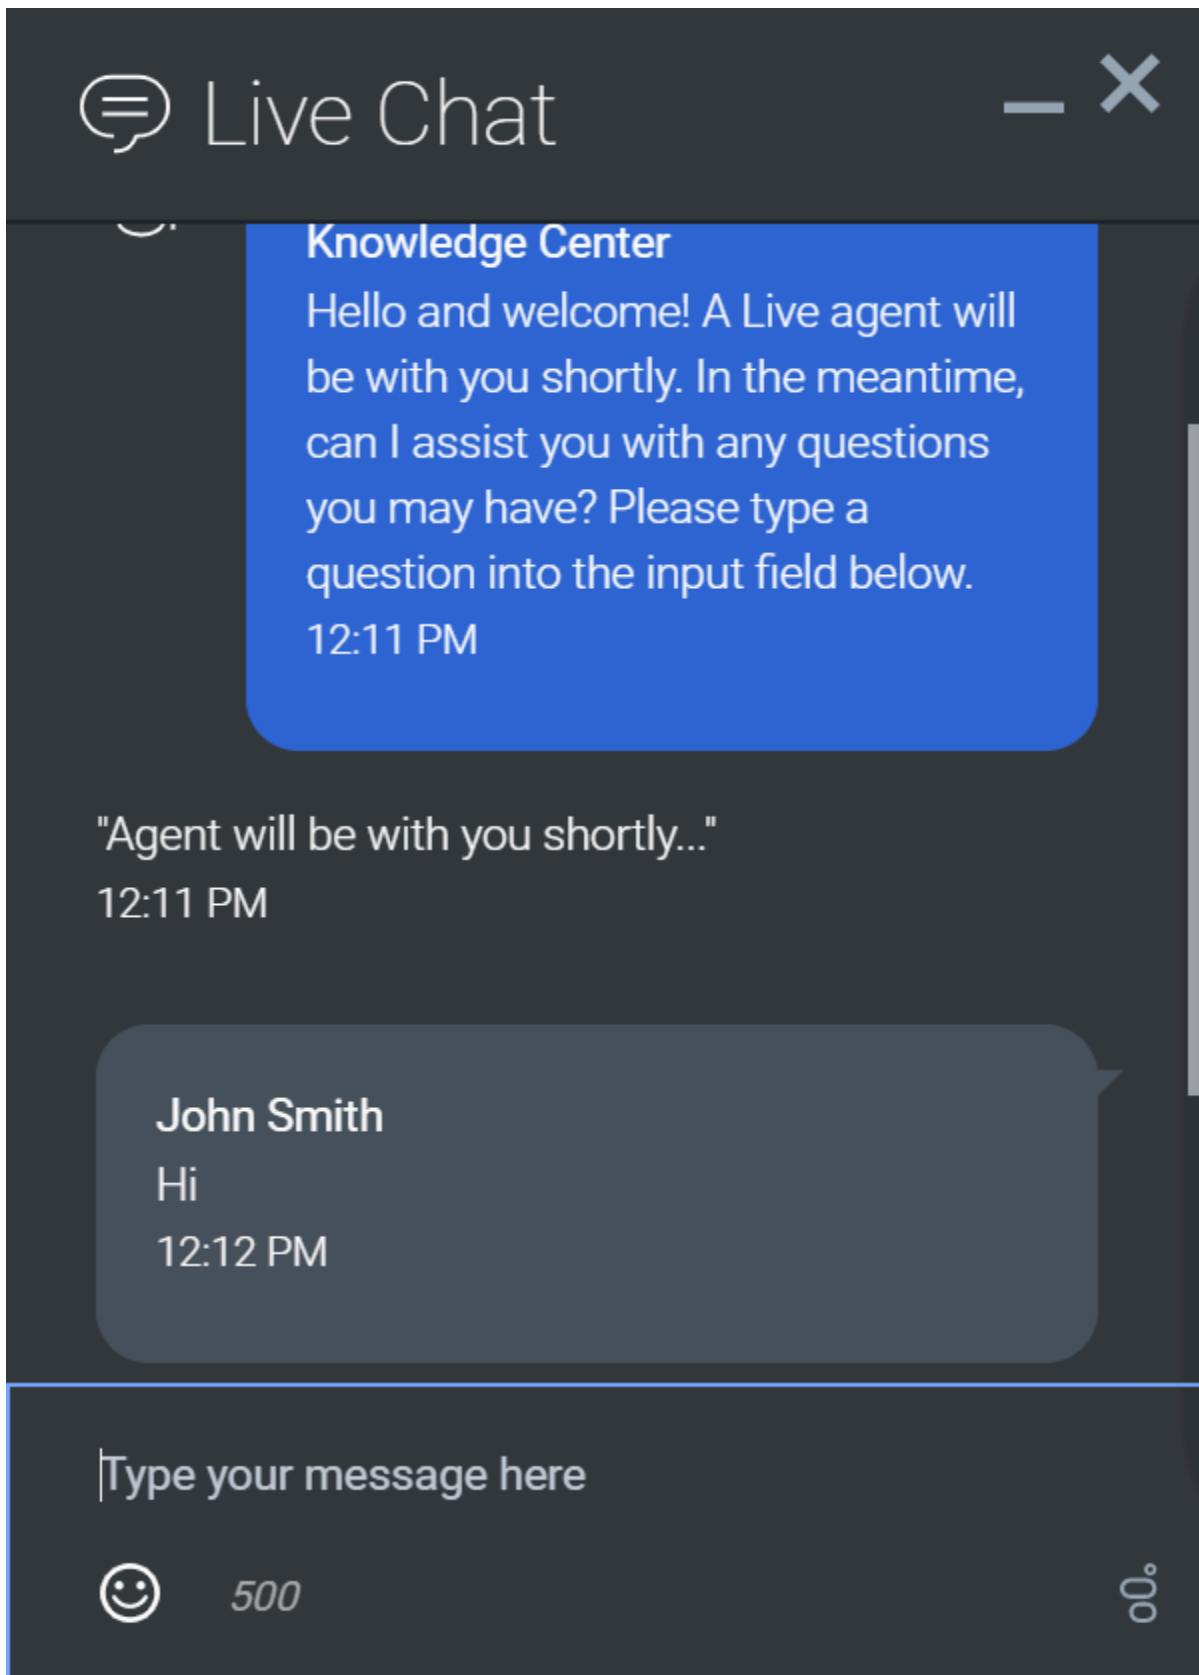 Live Chat
Knowledge Center
Hello and welcome! A Live agent will
be with you shortly. In the meantime,
can I assist you with any questions
you may have? Please type a
question into the input field below.
12:11 PM
"Agent will be with you shortly..."
12:11 PM
John Smith
Hi
12:12 PM
Type your message here
500